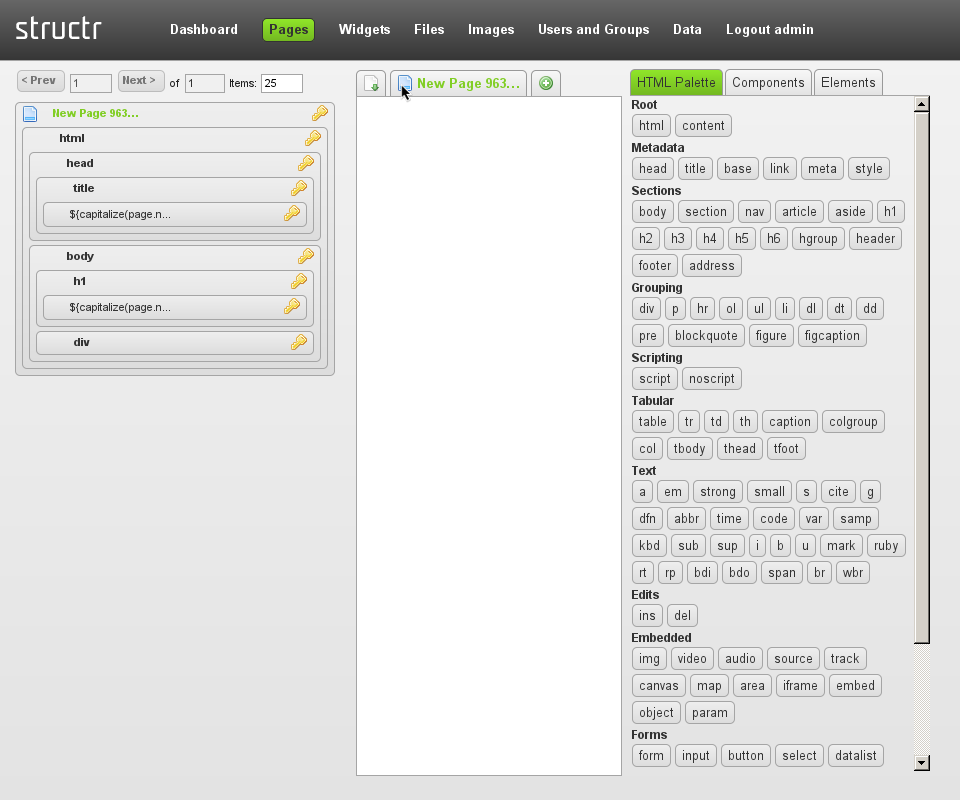 structr Dashboard Pages Widgets Files Images Users and Groups Data Logout admin
< Prev 1 Next > of 1 Items: 25
New Page 963...
html
head
title
${capitalize(page.n...
body
h1
${capitalize(page.n...
div
New Page 963...
HTML Palette Components Elements
Root
html content
Metadata
head title base link meta style
Sections
body section nav article aside h1
h2 h3 h4 h5 h6 hgroup header
footer address
Grouping
div p hr ol ul li dl dt dd
pre blockquote figure figcaption
Scripting
script noscript
Tabular
table tr td th caption colgroup
col tbody thead tfoot
Text
a em strong small s cite g
dfn abbr time code var samp
kbd sub sup i b u mark ruby
rt rp bdi bdo span br wbr
Edits
ins del
Embedded
img video audio source track
canvas map area iframe embed
object param
Forms
form input button select datalist